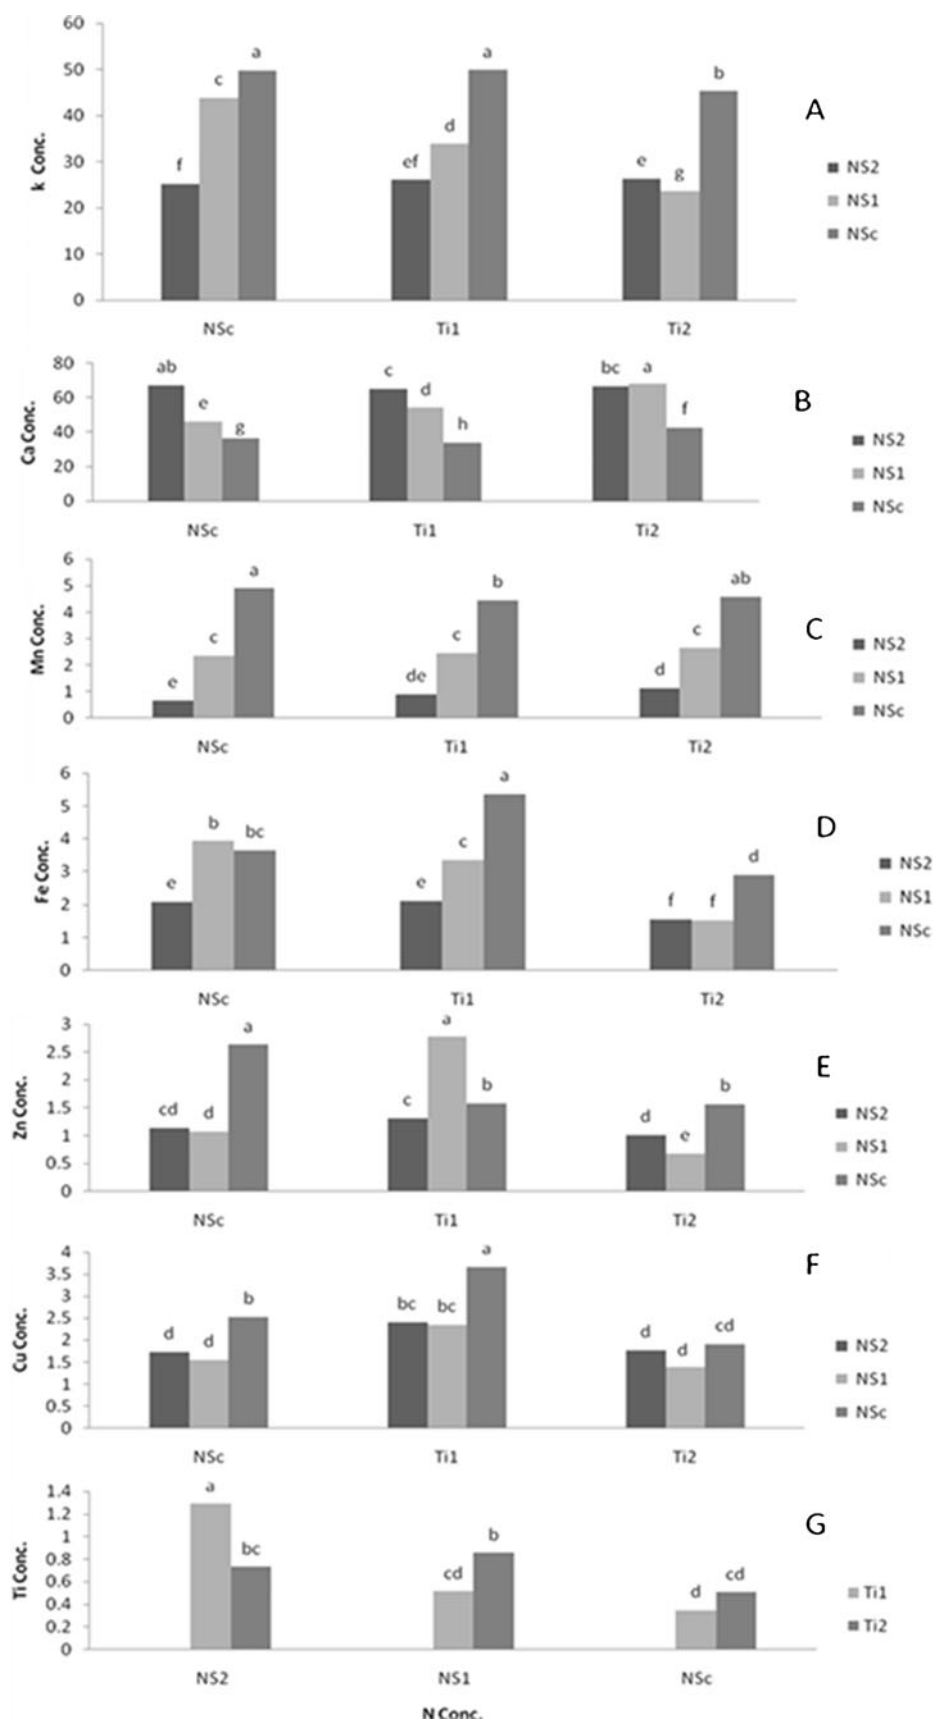 60
50
40
30
20
10
0
k Conc.
f c a
ef d a
e g b
NSc Ti1 Ti2
A
NS2
NS1
NSc
80
60
40
20
0
Ca Conc.
ab e g
c d h
bc a f
NSc Ti1 Ti2
B
NS2
NS1
NSc
6
5
4
3
2
1
0
Mn Conc.
e c a
de c b
d c ab
NSc Ti1 Ti2
C
NS2
NS1
NSc
6
5
4
3
2
1
0
Fe Conc.
e b bc
e c a
f f d
NSc Ti1 Ti2
D
NS2
NS1
NSc
3
2.5
2
1.5
1
0.5
0
Zn Conc.
cd d a
c a b
d e b
NSc Ti1 Ti2
E
NS2
NS1
NSc
4
3.5
3
2.5
2
1.5
1
0.5
0
Cu Conc.
d d b
bc bc a
d d cd
NSc Ti1 Ti2
F
NS2
NS1
NSc
1.4
1.2
1
0.8
0.6
0.4
0.2
0
Ti Conc.
a bc
cd b
d cd
NS2 NS1 NSc
G
Ti1
Ti2
N Conc.